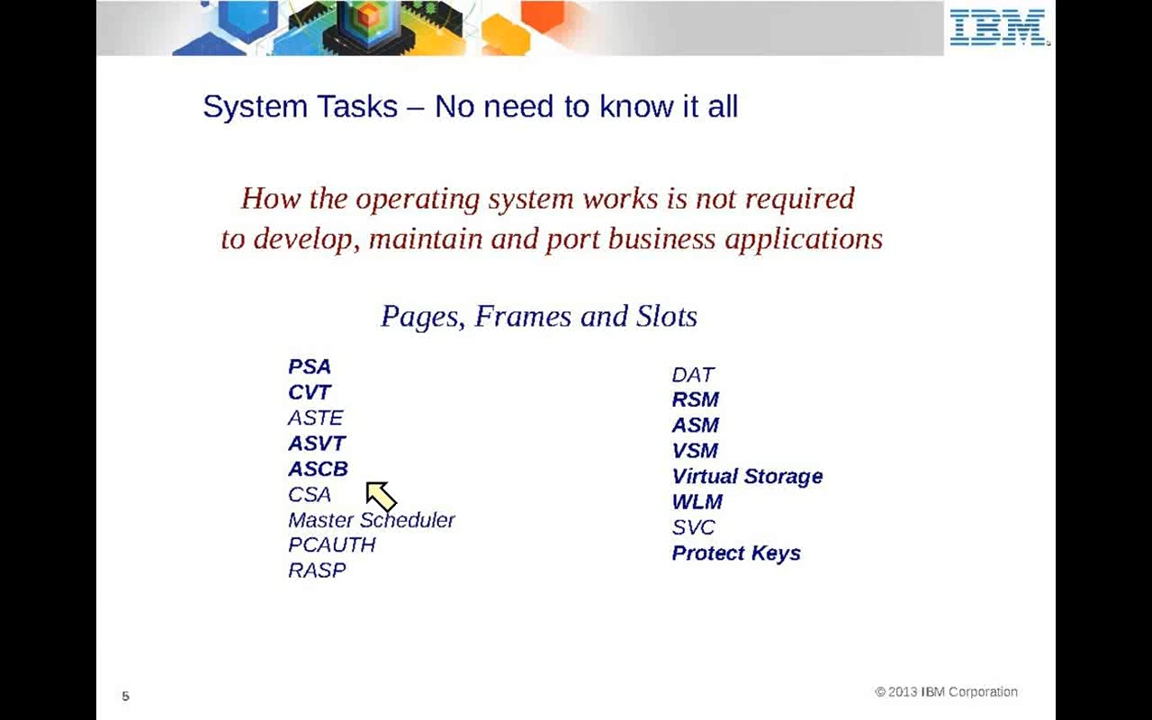 IBM
System Tasks – No need to know it all
How the operating system works is not required
to develop, maintain and port business applications
Pages, Frames and Slots
PSA
CVT
ASTE
ASVT
ASCB
CSA
Master Scheduler
PCAUTH
RASP
DAT
RSM
ASM
VSM
Virtual Storage
WLM
SVC
Protect Keys
5
© 2013 IBM Corporation